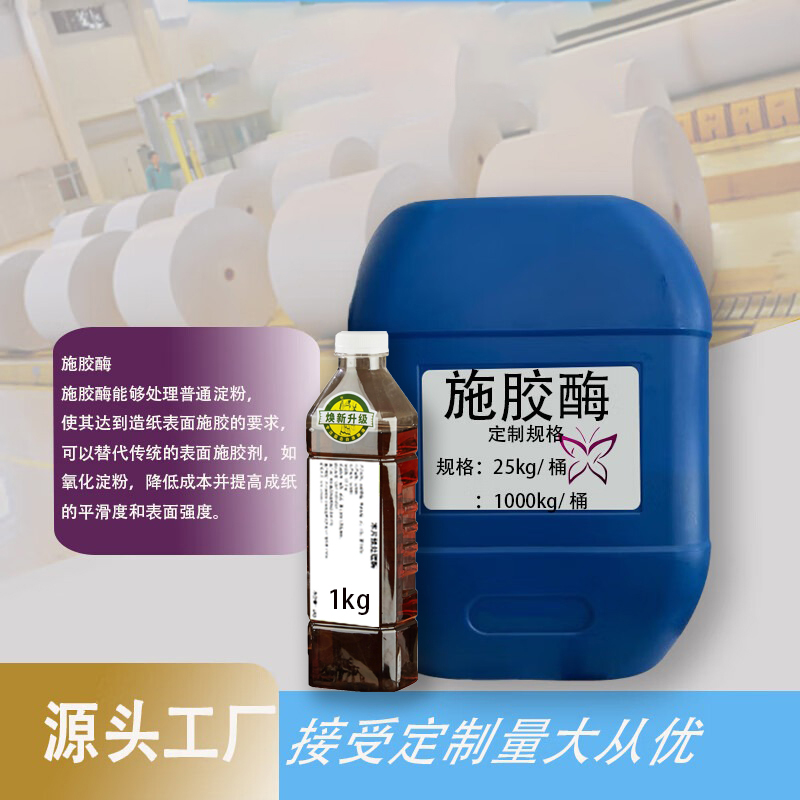 施胶酶
施胶酶能够处理普通淀粉,
使其达到造纸表面施胶的要求,
可以替代传统的表面施胶剂, 如
氧化淀粉, 降低成本并提高成纸
的平滑度和表面强度。
焕新升级
1kg
施胶酶
定制规格
规格: 25kg/桶
: 1000kg/桶
源头工厂
接受定制量大从优